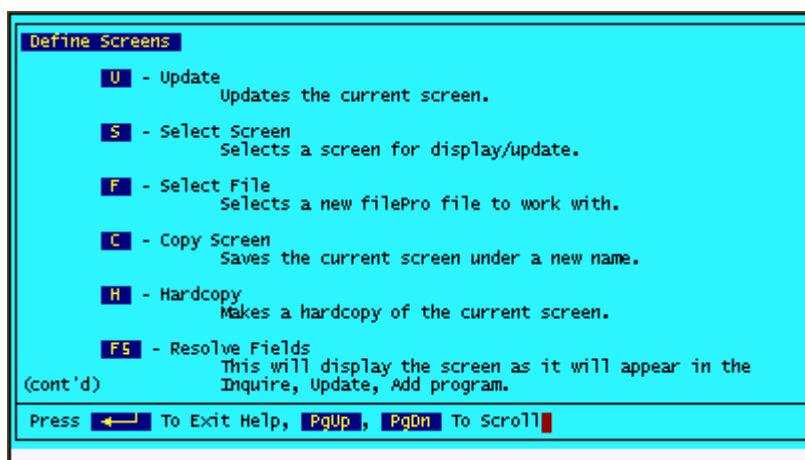 Define Screens
U - Update
Updates the current screen.
S - Select Screen
Selects a screen for display/update.
F - Select File
Selects a new filePro file to work with.
C - Copy Screen
Saves the current screen under a new name.
H - Hardcopy
Makes a hardcopy of the current screen.
F5 - Resolve Fields
This will display the screen as it will appear in the
(cont'd) Inquire, Update, Add program.
Press To Exit Help, PgUp, PgDn To Scroll